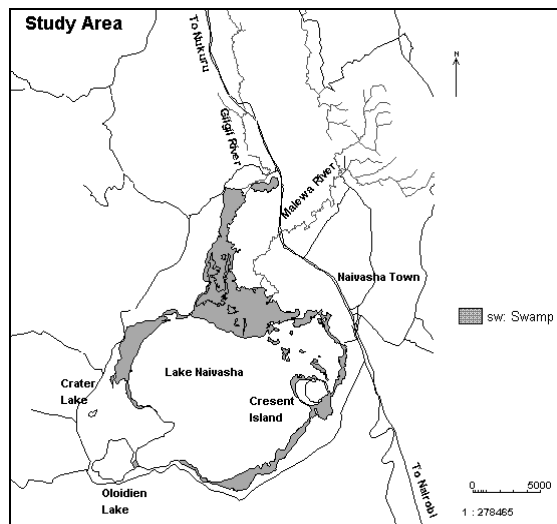 Study Area
To Nukuru
N
Gilgil River
Malewa River
Naivasha Town
sw: Swamp
Lake Naivasha
Crater
Lake
Cresent
Island
Oloidien
Lake
To Nairobi
0 5000
1 : 278465